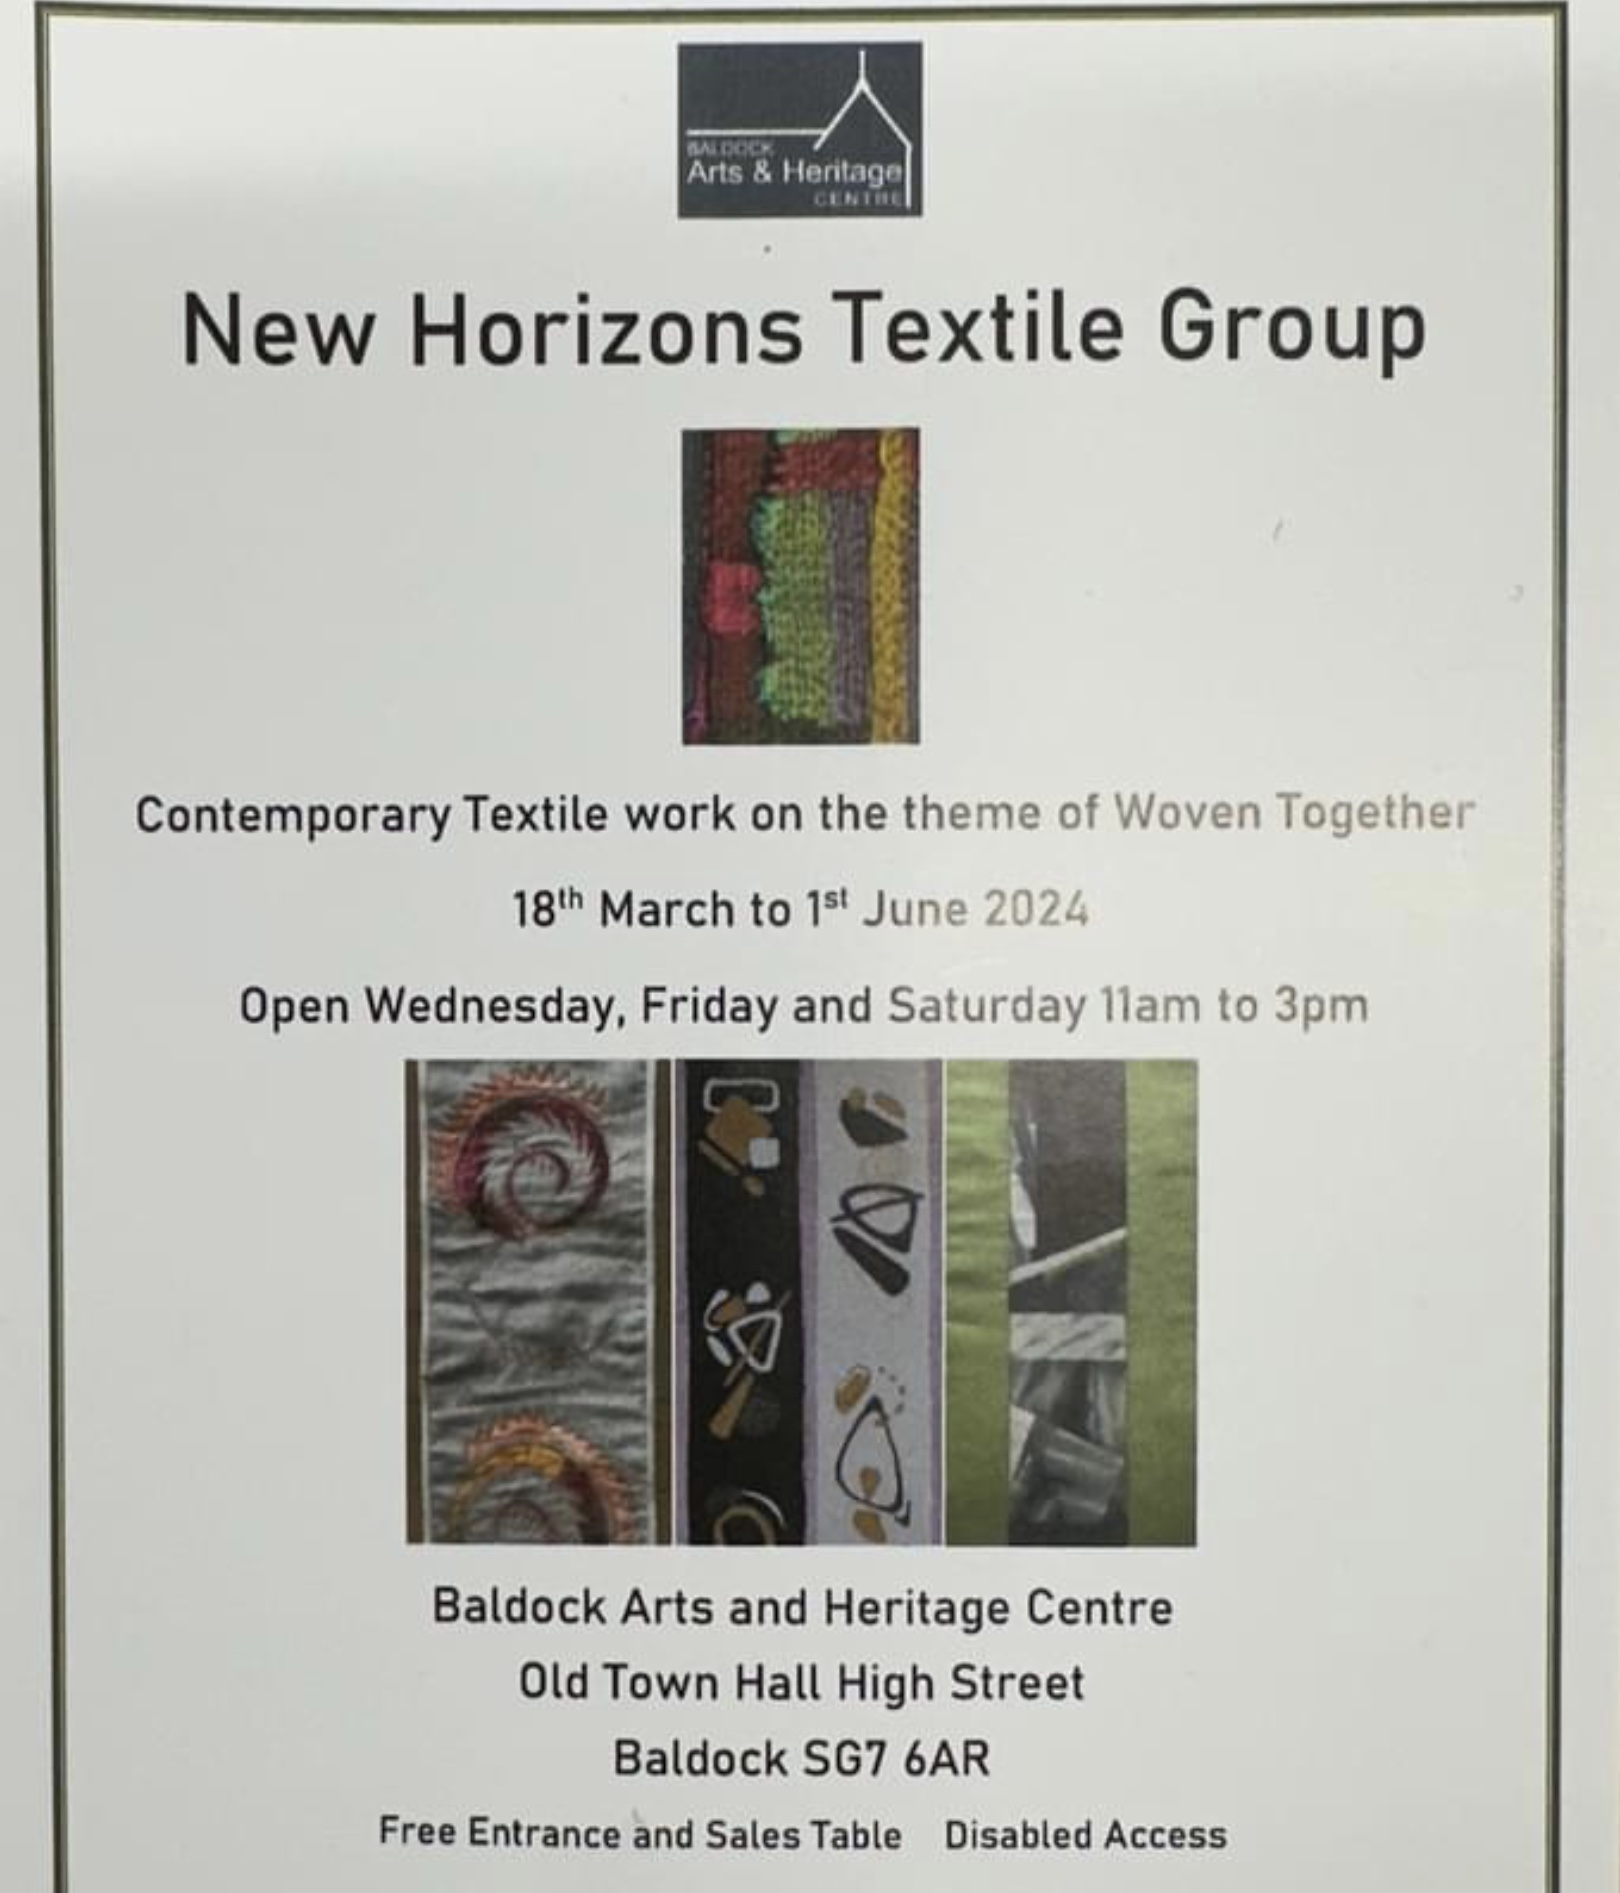 BALDOCK
Arts & Heritage
CENTRE
New Horizons Textile Group
Contemporary Textile work on the theme of Woven Together
18th March to 1st June 2024
Open Wednesday, Friday and Saturday 11am to 3pm
Baldock Arts and Heritage Centre
Old Town Hall High Street
Baldock SG7 6AR
Free Entrance and Sales Table Disabled Access